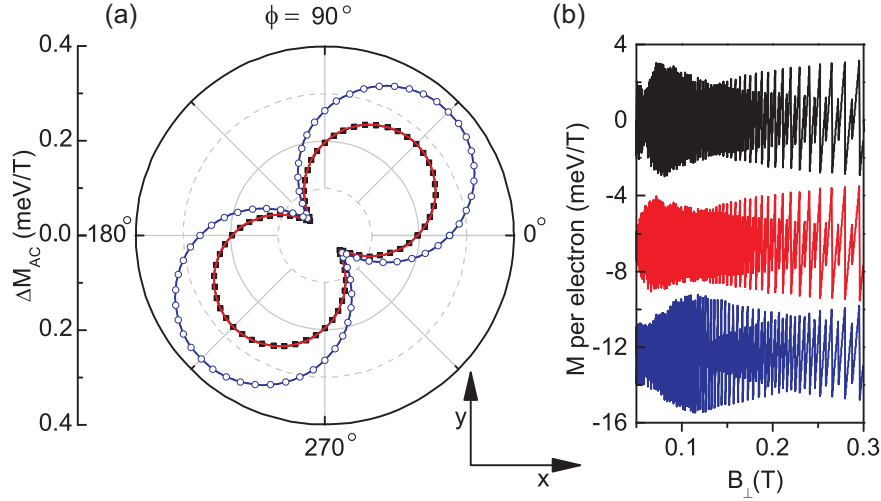 (a)
ϕ = 90°
(b)
0.4
0.2
0.0
0.2
0.4
ΔM_AC (meV/T)
180°
0°
270°
y
x
4
0
-4
-8
-12
-16
M per electron (meV/T)
0.1
0.2
0.3
B_⊥(T)